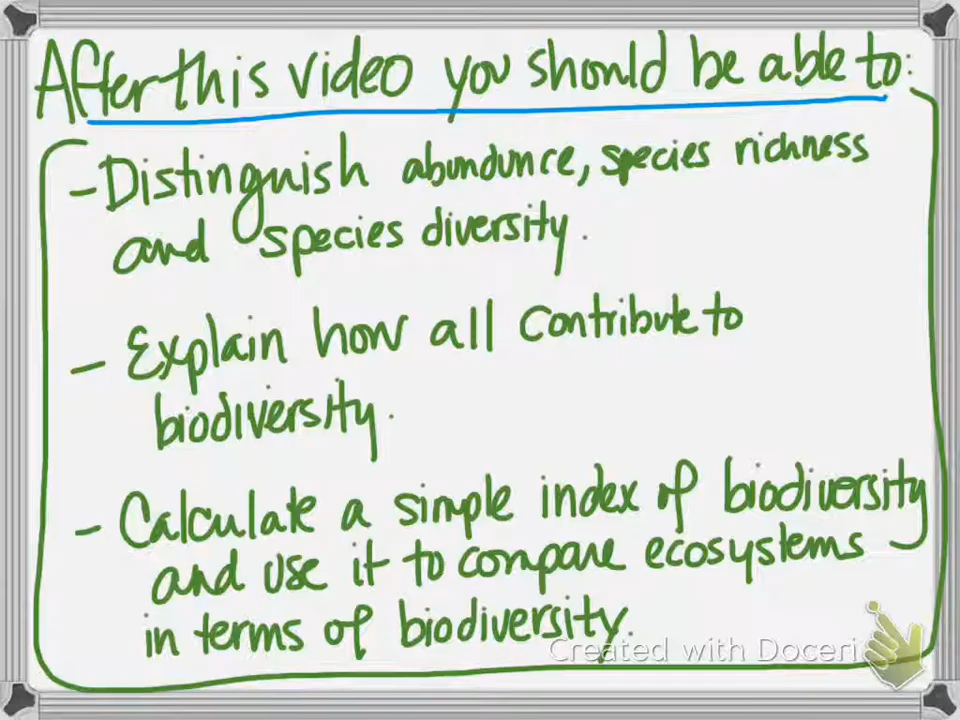 After this video you should be able to:
- Distinguish abundance, species richness
and species diversity.
- Explain how all contribute to
biodiversity.
- Calculate a simple index of biodiversity
and use it to compare ecosystems
in terms of biodiversity.
Created with Doceri